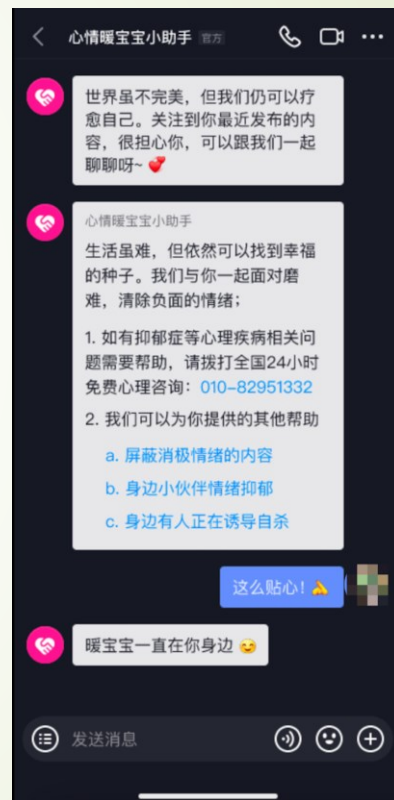 心情暖宝宝小助手 官方
世界虽不完美，但我们仍可以疗
愈自己。关注到你最近发布的内
容，很担心你，可以跟我们一起
聊聊呀~ 💕
心情暖宝宝小助手
生活虽难，但依然可以找到幸福
的种子。我们与你一起面对磨
难，清除负面的情绪；
1. 如有抑郁症等心理疾病相关问
题需要帮助，请拨打全国24小时
免费心理咨询：010-82951332
2. 我们可以为你提供的其他帮助
a. 屏蔽消极情绪的内容
b. 身边小伙伴情绪抑郁
c. 身边有人正在诱导自杀
这么贴心！
暖宝宝一直在你身边 😊
发送消息